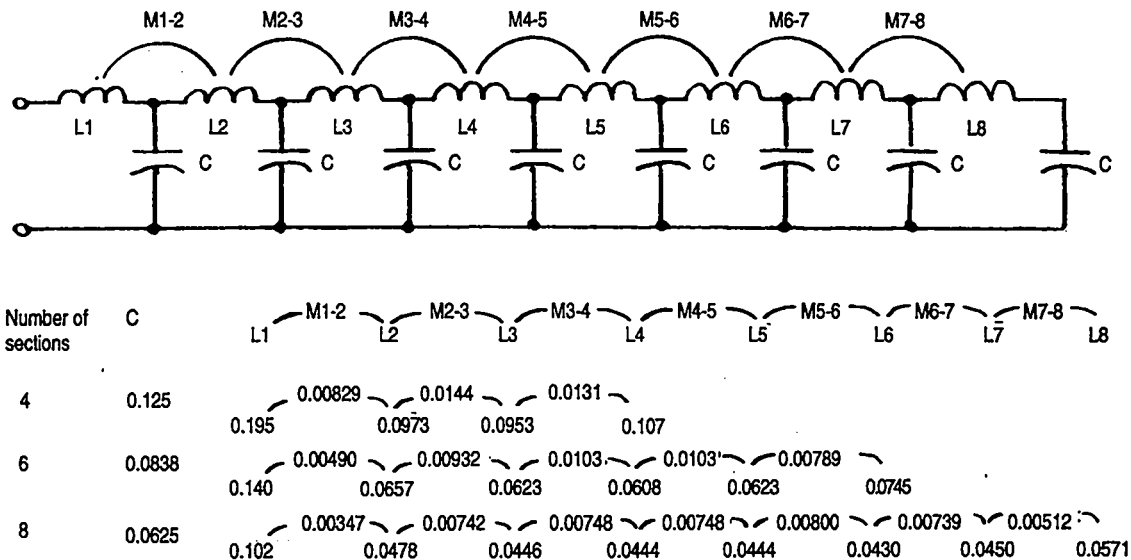 M1-2 M2-3 M3-4 M4-5 M5-6 M6-7 M7-8
L1 L2 L3 L4 L5 L6 L7 L8
C C C C C C C C
Number of sections C L1 M1-2 L2 M2-3 L3 M3-4 L4 M4-5 L5 M5-6 L6 M6-7 L7 M7-8 L8
4 0.125 0.195 0.00829 0.0973 0.0144 0.0953 0.0131 0.107
6 0.0838 0.140 0.00490 0.0657 0.00932 0.0623 0.0103 0.0608 0.0103 0.0623 0.00789 0.0745
8 0.0625 0.102 0.00347 0.0478 0.00742 0.0446 0.00748 0.0444 0.00748 0.0444 0.00800 0.0430 0.00739 0.0450 0.00512 0.0571